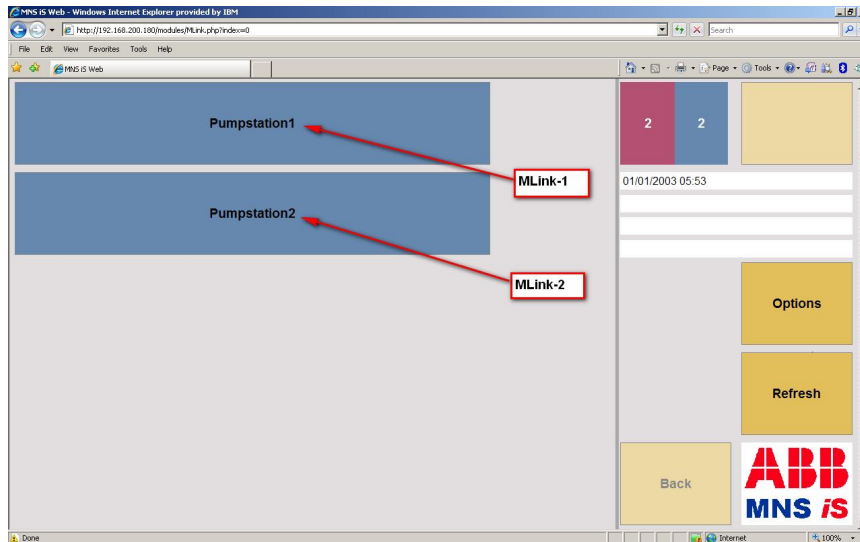 MNS iS Web - Windows Internet Explorer provided by IBM
http://192.168.200.180/modules/MLink.php?index=0
Search
File Edit View Favorites Tools Help
MNS iS Web
Page Tools
Pumpstation1
MLink-1
Pumpstation2
MLink-2
2 2
01/01/2003 05:53
Options
Refresh
Back
ABB
MNS iS
Done
Internet
100%